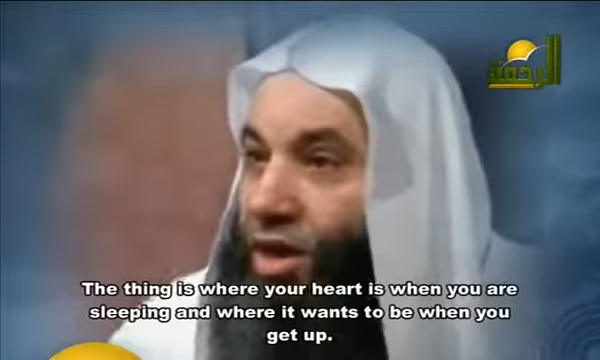 الرحمة
The thing is where your heart is when you are
sleeping and where it wants to be when you
get up.